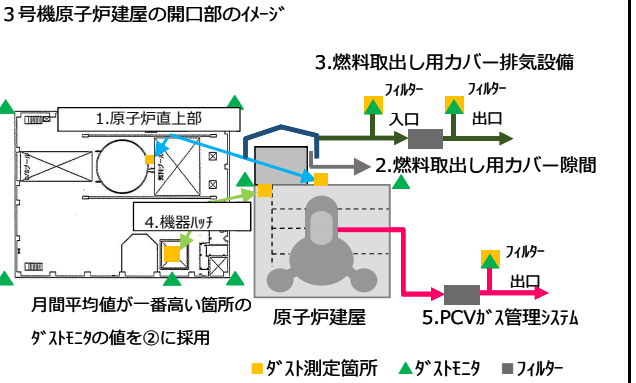 ３号機原子炉建屋の開口部のｲﾒｰｼﾞ
3.燃料取出し用カバー排気設備
ﾌｨﾙﾀｰ
ﾌｨﾙﾀｰ
入口
出口
1.原子炉直上部
2.燃料取出し用カバー隙間
4.機器ﾊｯﾁ
ﾌｨﾙﾀｰ
出口
月間平均値が一番高い箇所の
ﾀﾞｽﾄﾓﾆﾀの値を②に採用
原子炉建屋
5.PCVｶﾞｽ管理ｼｽﾃﾑ
ﾀﾞｽﾄ測定箇所
ﾀﾞｽﾄﾓﾆﾀ
ﾌｨﾙﾀｰ